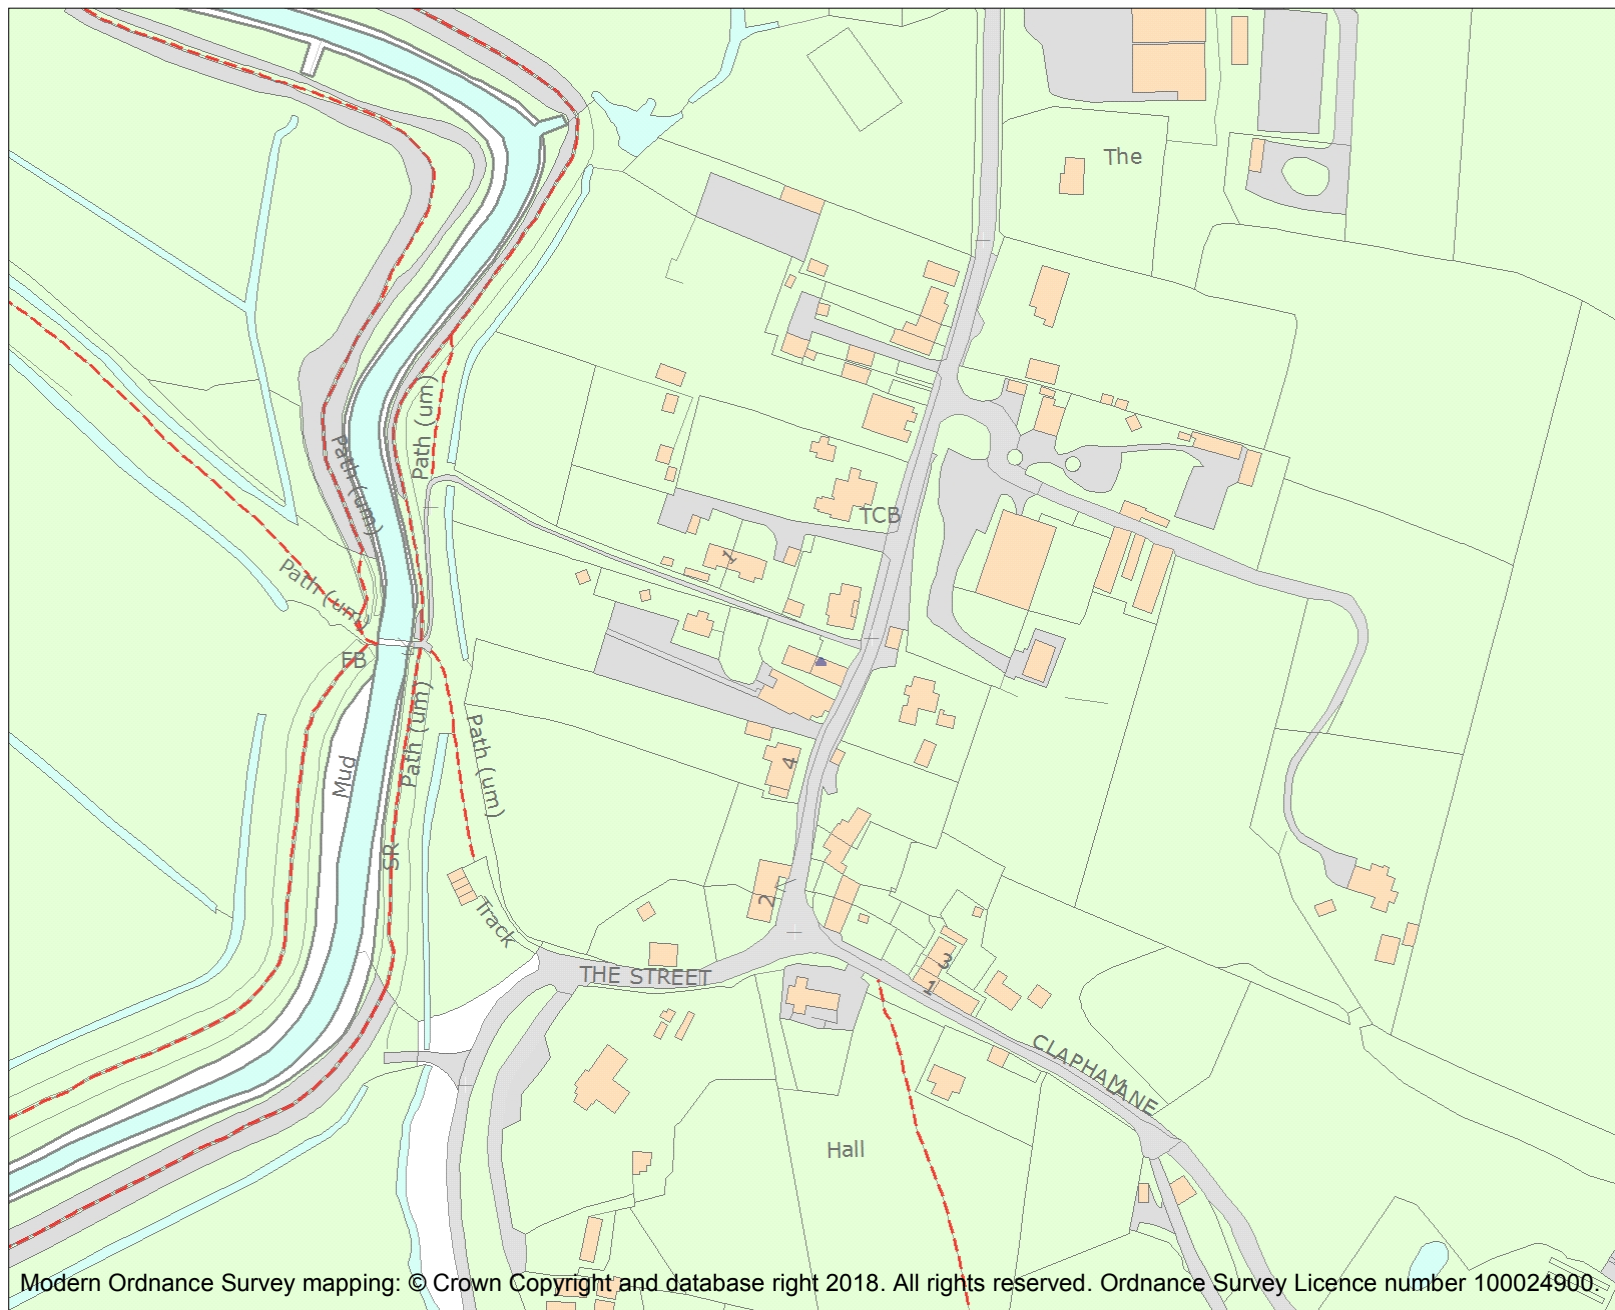 The
Path (um)
Path (um)
TCB
1
Path (um)
FB
Path (um)
Path (um)
Mud
4
SR
2
Track
3
THE STREET
1
CLAPHAM LANE
Hall
Modern Ordnance Survey mapping: © Crown Copyright and database right 2018. All rights reserved. Ordnance Survey Licence number 100024900.